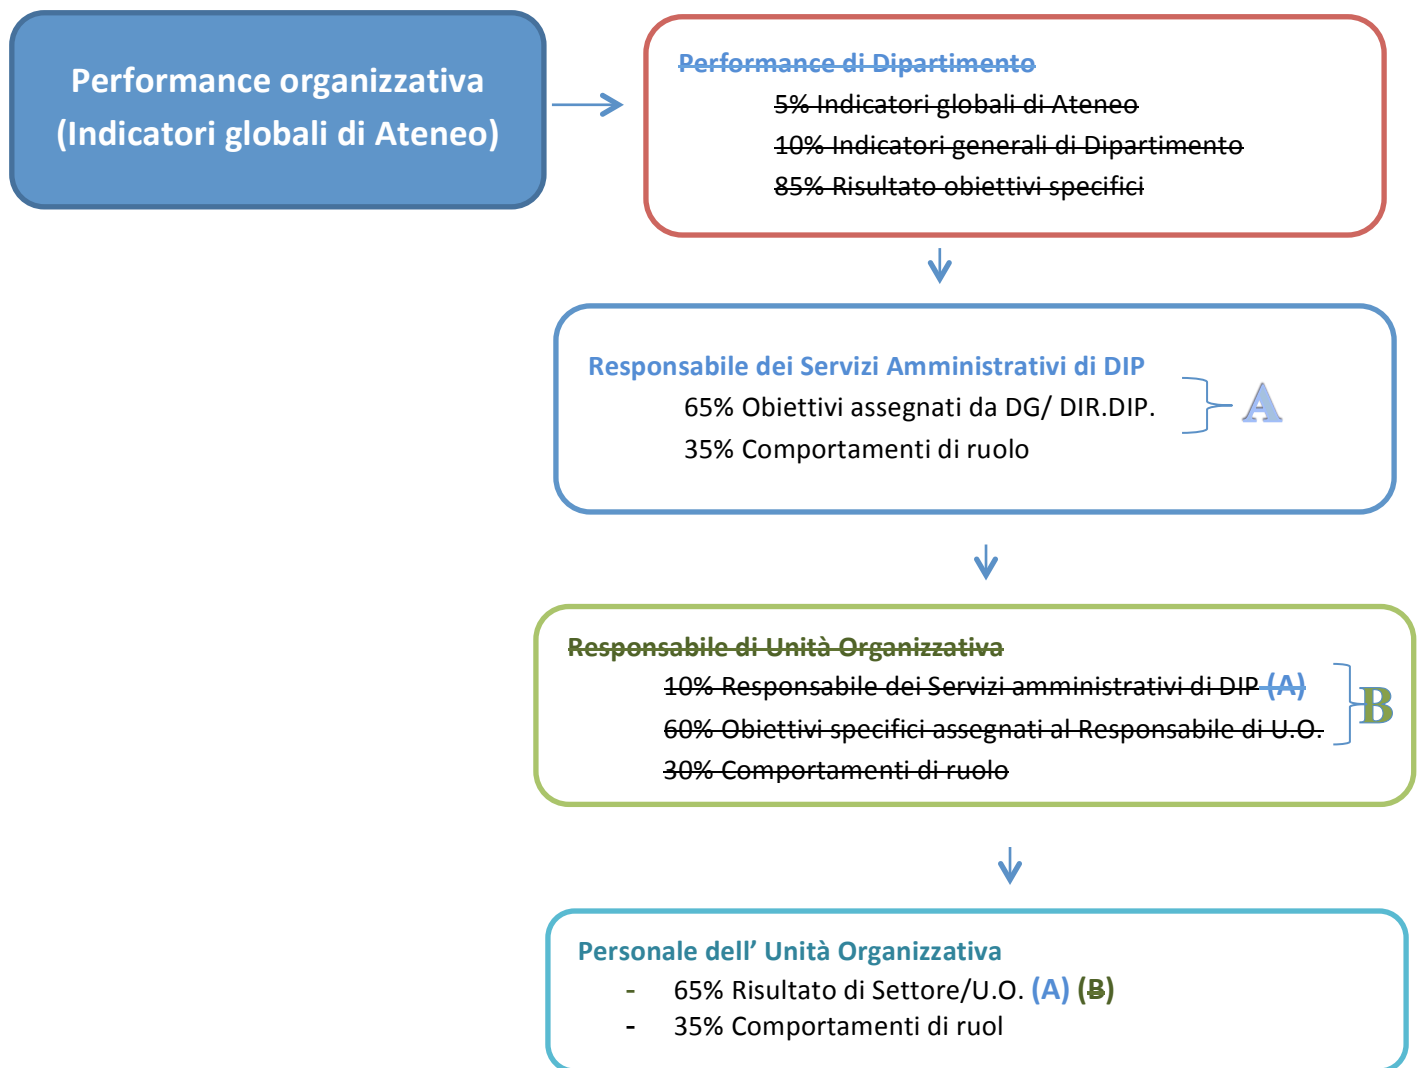 Performance organizzativa
(Indicatori globali di Ateneo)
Performance di Dipartimento
5% Indicatori globali di Ateneo
10% Indicatori generali di Dipartimento
85% Risultato obiettivi specifici
Responsabile dei Servizi Amministrativi di DIP
65% Obiettivi assegnati da DG/ DIR.DIP.
35% Comportamenti di ruolo
A
Responsabile di Unità Organizzativa
10% Responsabile dei Servizi amministrativi di DIP (A)
60% Obiettivi specifici assegnati al Responsabile di U.O.
30% Comportamenti di ruolo
B
Personale dell' Unità Organizzativa
- 65% Risultato di Settore/U.O. (A) (B)
- 35% Comportamenti di ruol